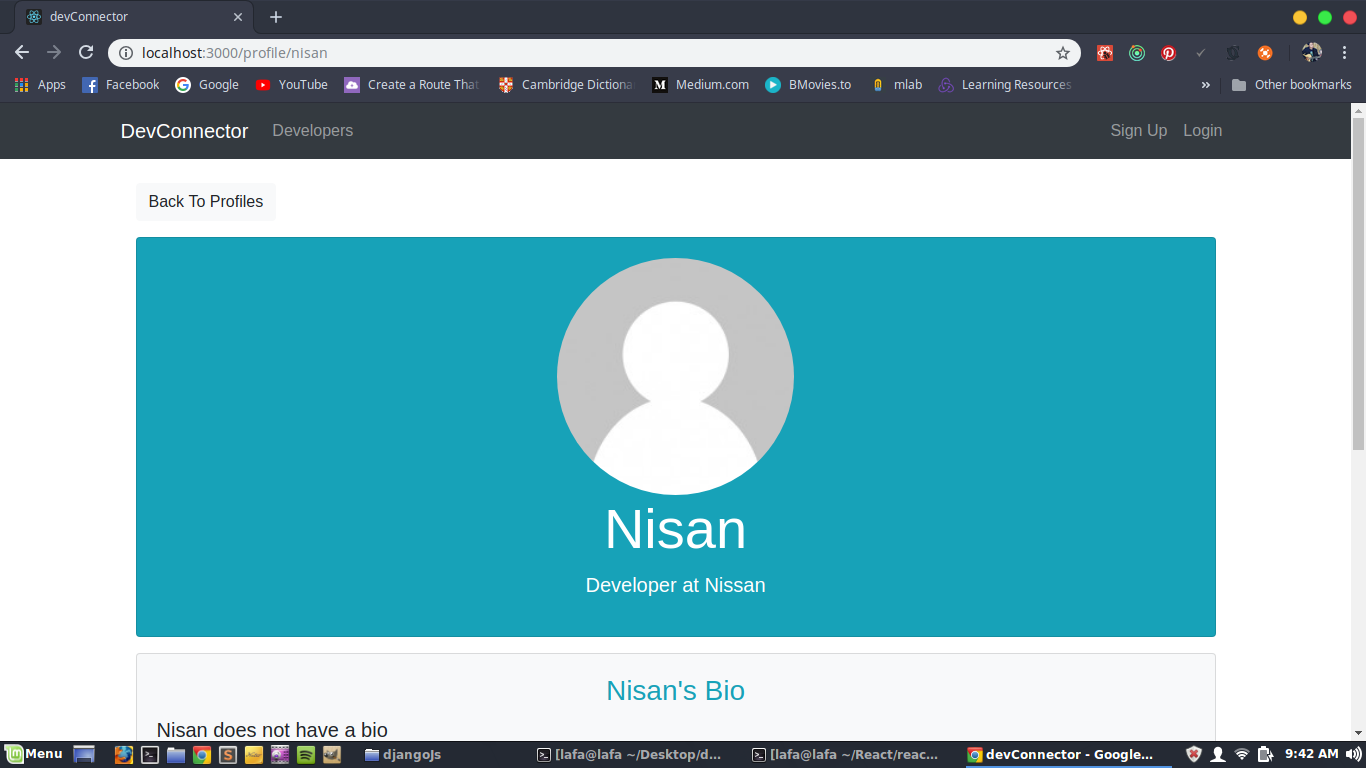 devConnector
localhost:3000/profile/nisan
Apps Facebook Google YouTube Create a Route That Cambridge Dictiona Medium.com BMovies.to mlab Learning Resources » Other bookmarks
DevConnector Developers Sign Up Login
Back To Profiles
Nisan
Developer at Nissan
Nisan's Bio
Nisan does not have a bio
Menu djangoJs [lafa@lafa ~/Desktop/d... [lafa@lafa ~/React/reac... devConnector - Google... 9:42 AM